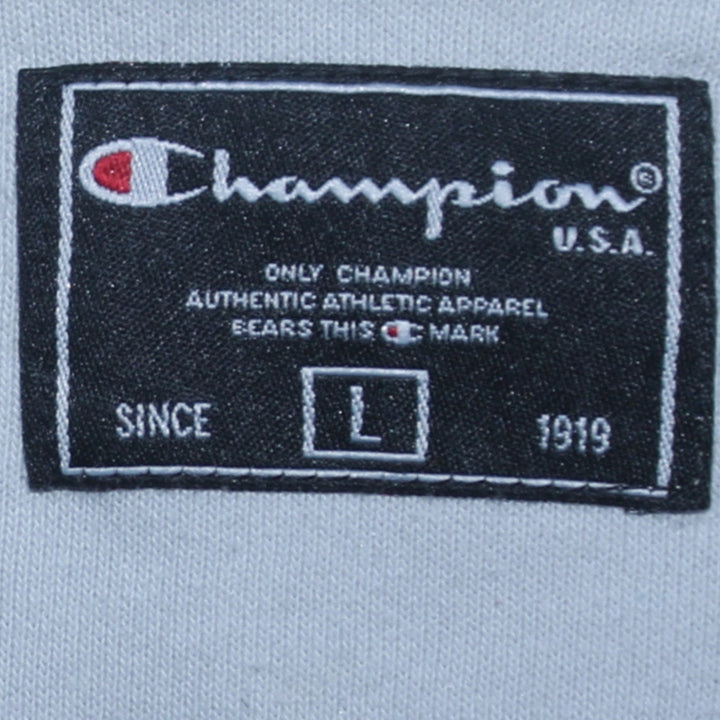 Champion®
U.S.A.
ONLY CHAMPION
AUTHENTIC ATHLETIC APPAREL
BEARS THIS C MARK
SINCE L 1919